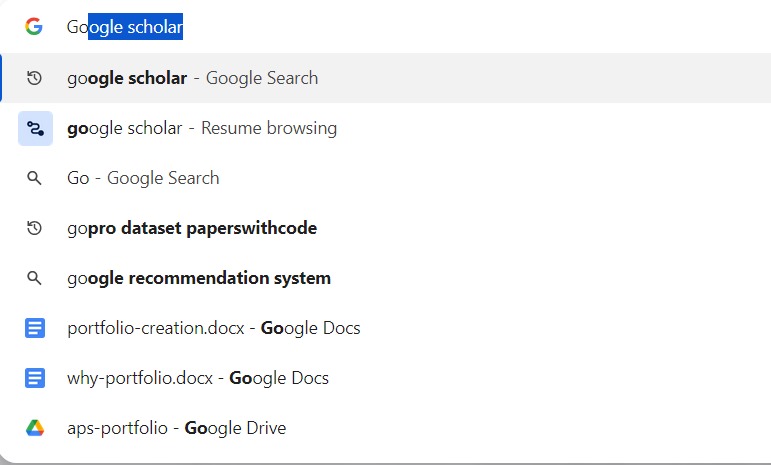 Google scholar
google scholar - Google Search
google scholar - Resume browsing
Go - Google Search
gopro dataset paperswithcode
google recommendation system
portfolio-creation.docx - Google Docs
why-portfolio.docx - Google Docs
aps-portfolio - Google Drive